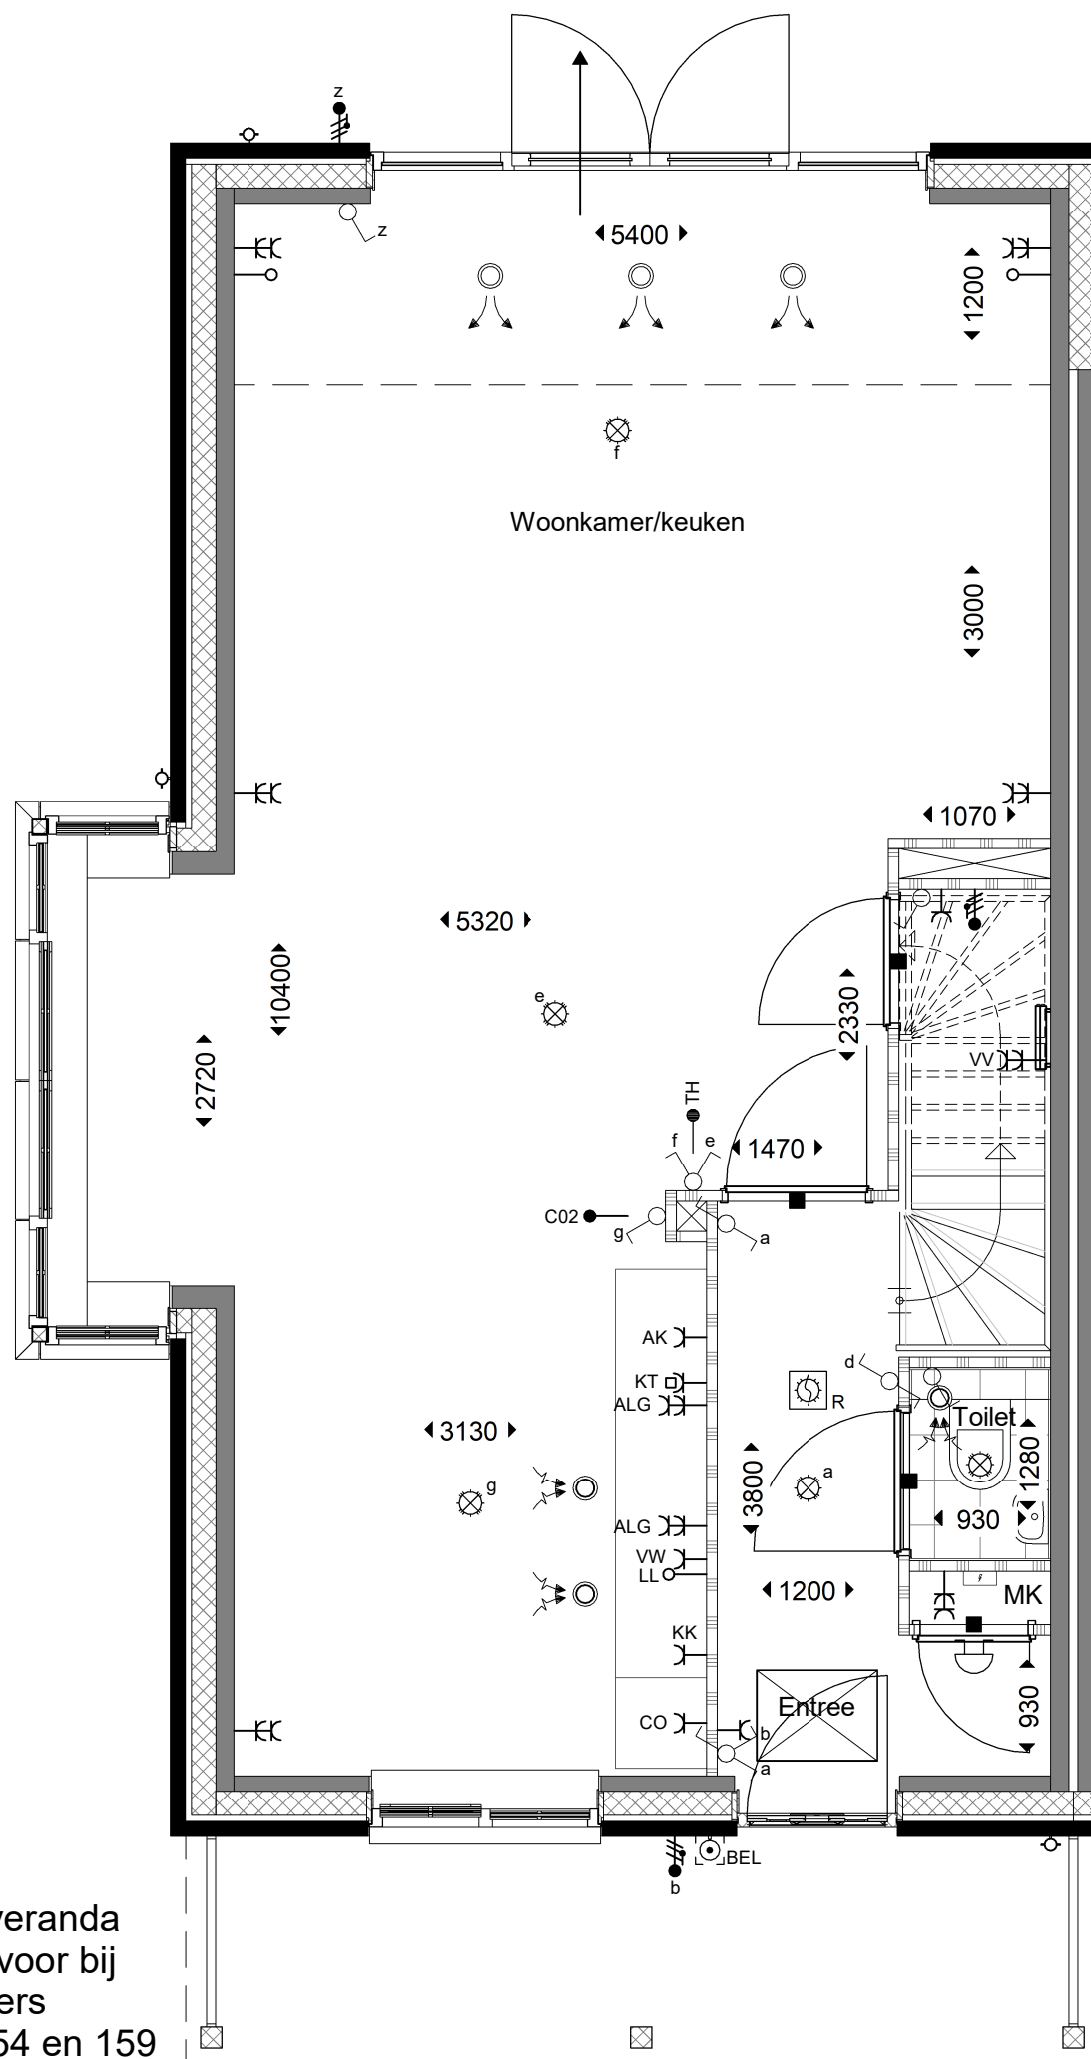 z
z
5400
1200
f
Woonkamer/keuken
3000
1070
5320
10400
e
2330
2720
VV
TH
f
e
1470
C02
g
a
d
AK
KT
R
ALG
Toilet
3130
1280
3800
a
g
930
ALG
VW
LL
1200
MK
KK
930
Entree
CO
b
a
BEL
b
veranda
voor bij
ers
54 en 159